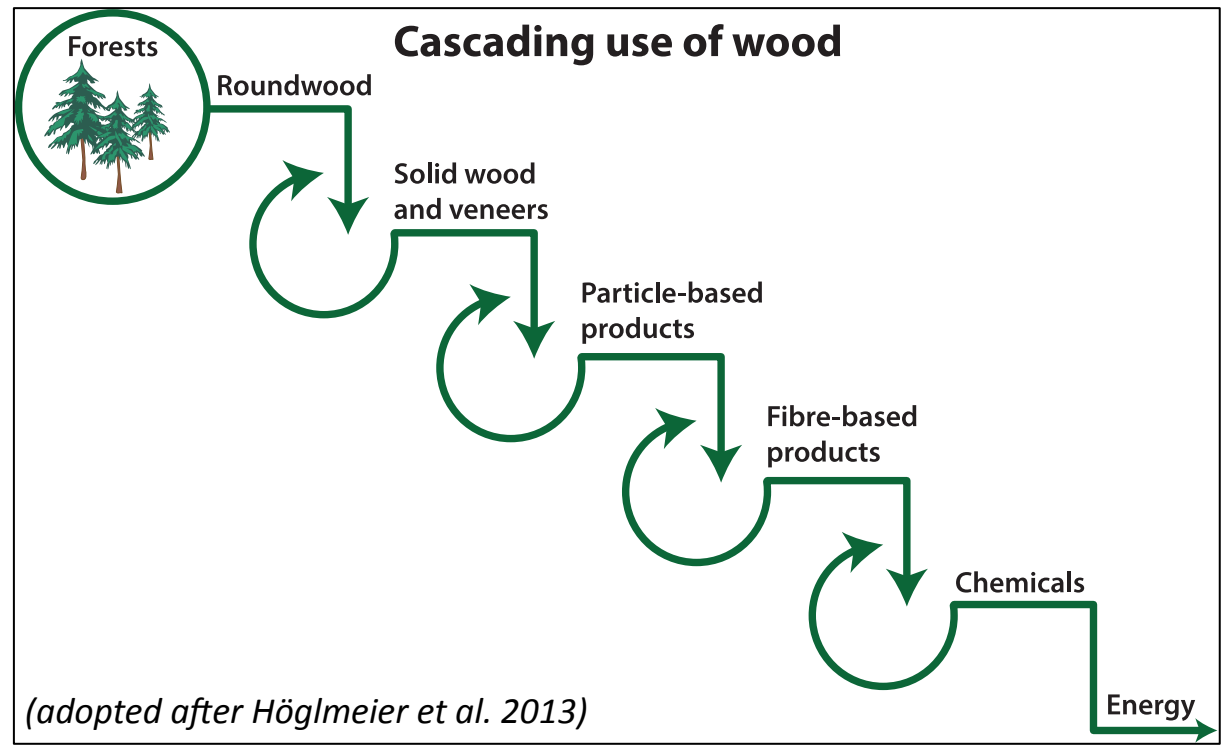 Forests
Cascading use of wood
Roundwood
Solid wood
and veneers
Particle-based
products
Fibre-based
products
Chemicals
Energy
(adopted after Höglmeier et al. 2013)